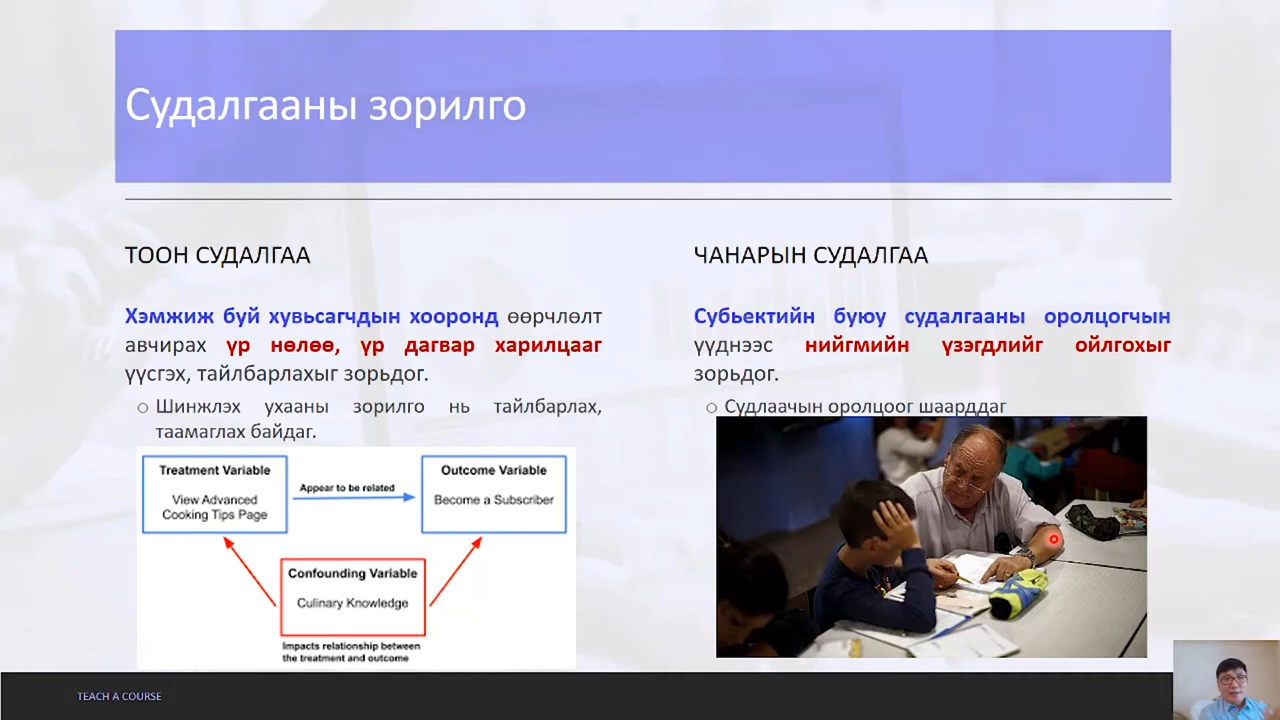 Судалгааны зорилго
ТООН СУДАЛГАА
Хэмжиж буй хувьсагчдын хооронд өөрчлөлт
авчирах үр нөлөө, үр дагвар харилцааг
үүсгэх, тайлбарлахыг зорьдог.
Шинжлэх ухааны зорилго нь тайлбарлах,
таамаглах байдаг.
Treatment Variable
View Advanced
Cooking Tips Page
Appear to be related
Outcome Variable
Become a Subscriber
Confounding Variable
Culinary Knowledge
Impacts relationship between
the treatment and outcome
ЧАНАРЫН СУДАЛГАА
Субьектийн буюу судалгааны оролцогчын
үүднээс нийгмийн үзэгдлийг ойлгохыг
зорьдог.
Судлаачын оролцоог шаарддаг
TEACH A COURSE